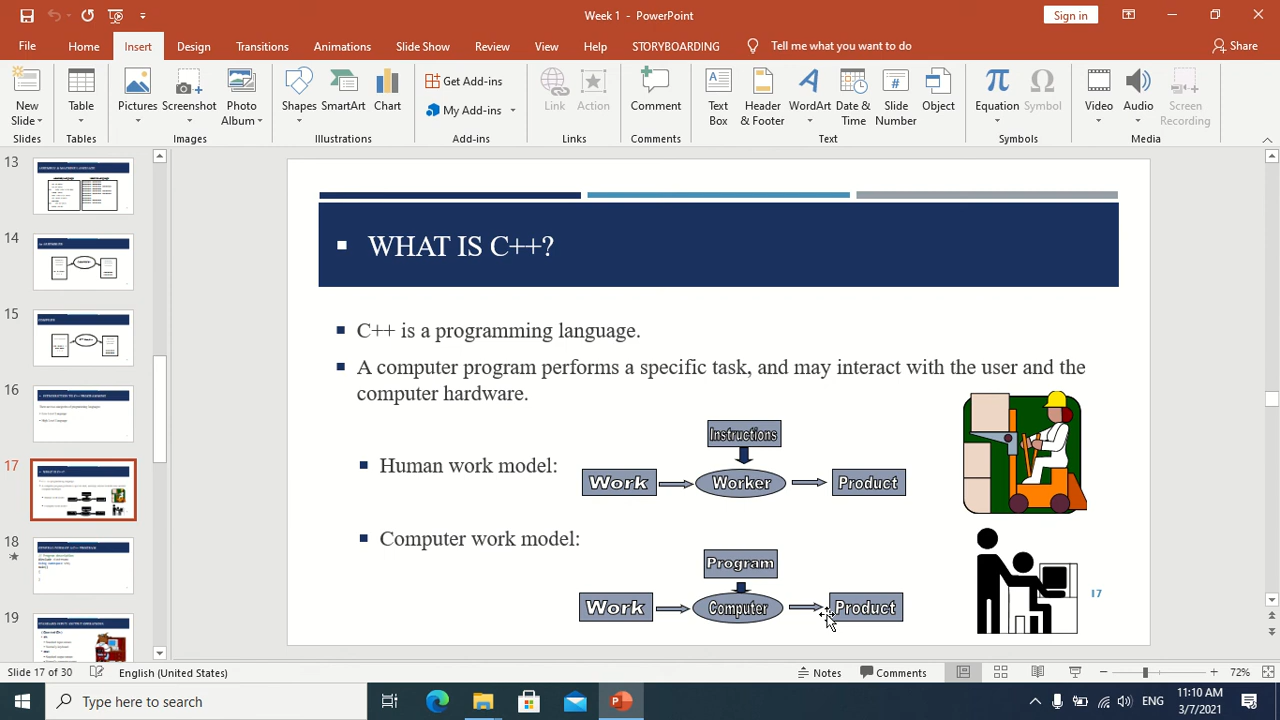 Week 1 - PowerPoint
Sign in
File Home Insert Design Transitions Animations Slide Show Review View Help STORYBOARDING Tell me what you want to do Share
New Slide
Table
Pictures
Screenshot
Photo Album
Shapes
SmartArt
Chart
Get Add-ins
My Add-ins
Link
Action
Comment
Text Box
Header & Footer
WordArt
Date & Time
Slide Number
Object
Equation
Symbol
Video
Audio
Screen Recording
Slides Tables Images Illustrations Add-ins Links Comments Text Symbols Media
13
14
15
16
17
18
19
WHAT IS C++?
C++ is a programming language.
A computer program performs a specific task, and may interact with the user and the
computer hardware.
Instructions
Human work model:
Work Worker Product
Computer work model:
Program
Work Computer Product
17
Slide 17 of 30 English (United States) Notes Comments 72%
Type here to search
ENG
11:10 AM
3/7/2021